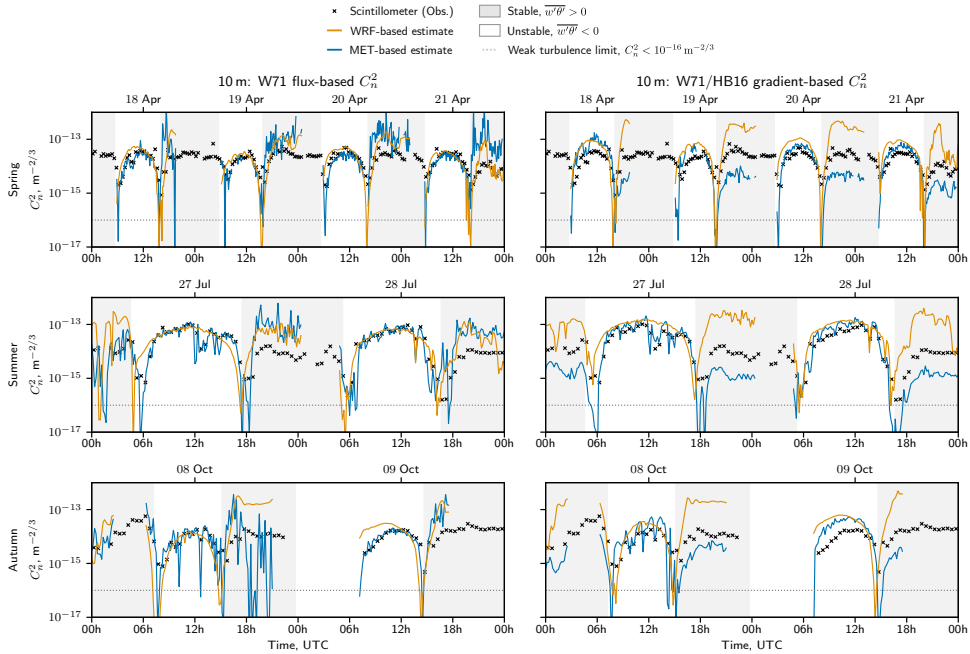 Scintillometer (Obs.)
WRF-based estimate
MET-based estimate
Stable, $\overline{w'\theta'} > 0$
Unstable, $\overline{w'\theta'} < 0$
Weak turbulence limit, $C_n^2 < 10^{-16}\,\mathrm{m}^{-2/3}$
10 m: W71 flux-based $C_n^2$
10 m: W71/HB16 gradient-based $C_n^2$
18 Apr 19 Apr 20 Apr 21 Apr
18 Apr 19 Apr 20 Apr 21 Apr
Spring
$C_n^2$, m$^{-2/3}$
10$^{-13}$
10$^{-15}$
10$^{-17}$
00h 12h 00h 12h 00h 12h 00h 12h 00h
00h 12h 00h 12h 00h 12h 00h 12h 00h
27 Jul 28 Jul
27 Jul 28 Jul
Summer
$C_n^2$, m$^{-2/3}$
10$^{-13}$
10$^{-15}$
10$^{-17}$
00h 06h 12h 18h 00h 06h 12h 18h 00h
00h 06h 12h 18h 00h 06h 12h 18h 00h
08 Oct 09 Oct
08 Oct 09 Oct
Autumn
$C_n^2$, m$^{-2/3}$
10$^{-13}$
10$^{-15}$
10$^{-17}$
00h 06h 12h 18h 00h 06h 12h 18h 00h
00h 06h 12h 18h 00h 06h 12h 18h 00h
Time, UTC
Time, UTC